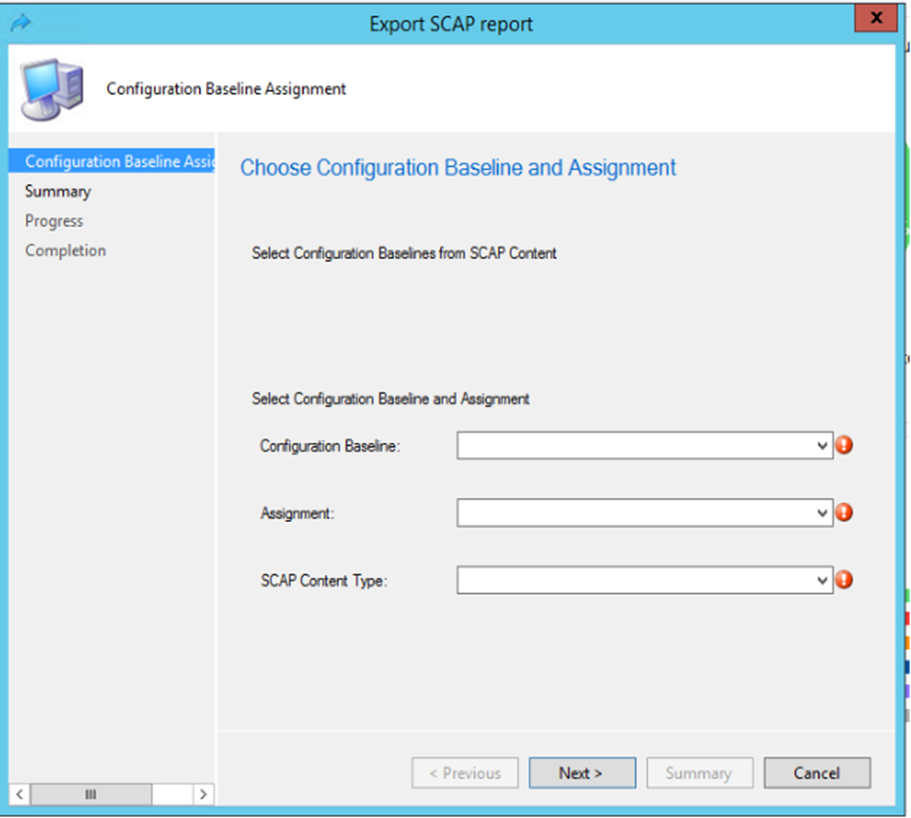 Export SCAP report
x
Configuration Baseline Assignment
Configuration Baseline Assig
Summary
Progress
Completion
Choose Configuration Baseline and Assignment
Select Configuration Baselines from SCAP Content
Select Configuration Baseline and Assignment
Configuration Baseline:
Assignment:
SCAP Content Type:
< Previous
Next >
Summary
Cancel